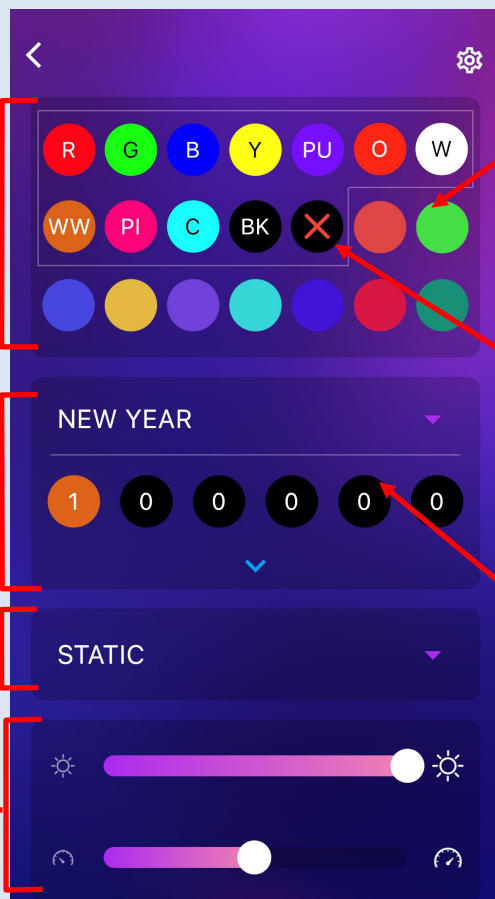 R G B Y PU O W
WW PI C BK
NEW YEAR
1 0 0 0 0 0
STATIC